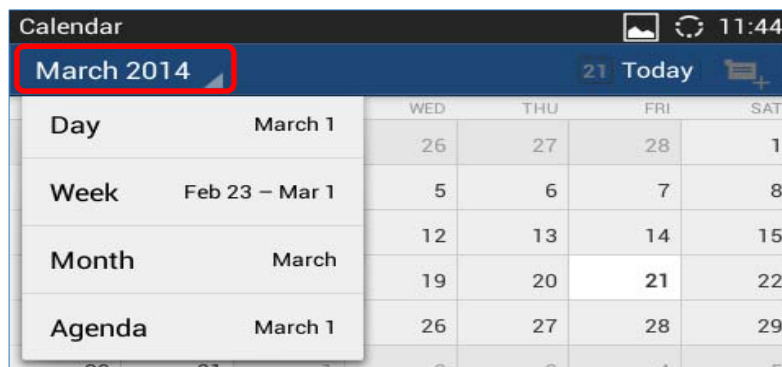 Calendar 11:44
March 2014 21 Today
WED THU FRI SAT
Day March 1
26 27 28 1
Week Feb 23 – Mar 1
5 6 7 8
12 13 14 15
Month March
19 20 21 22
Agenda March 1
26 27 28 29